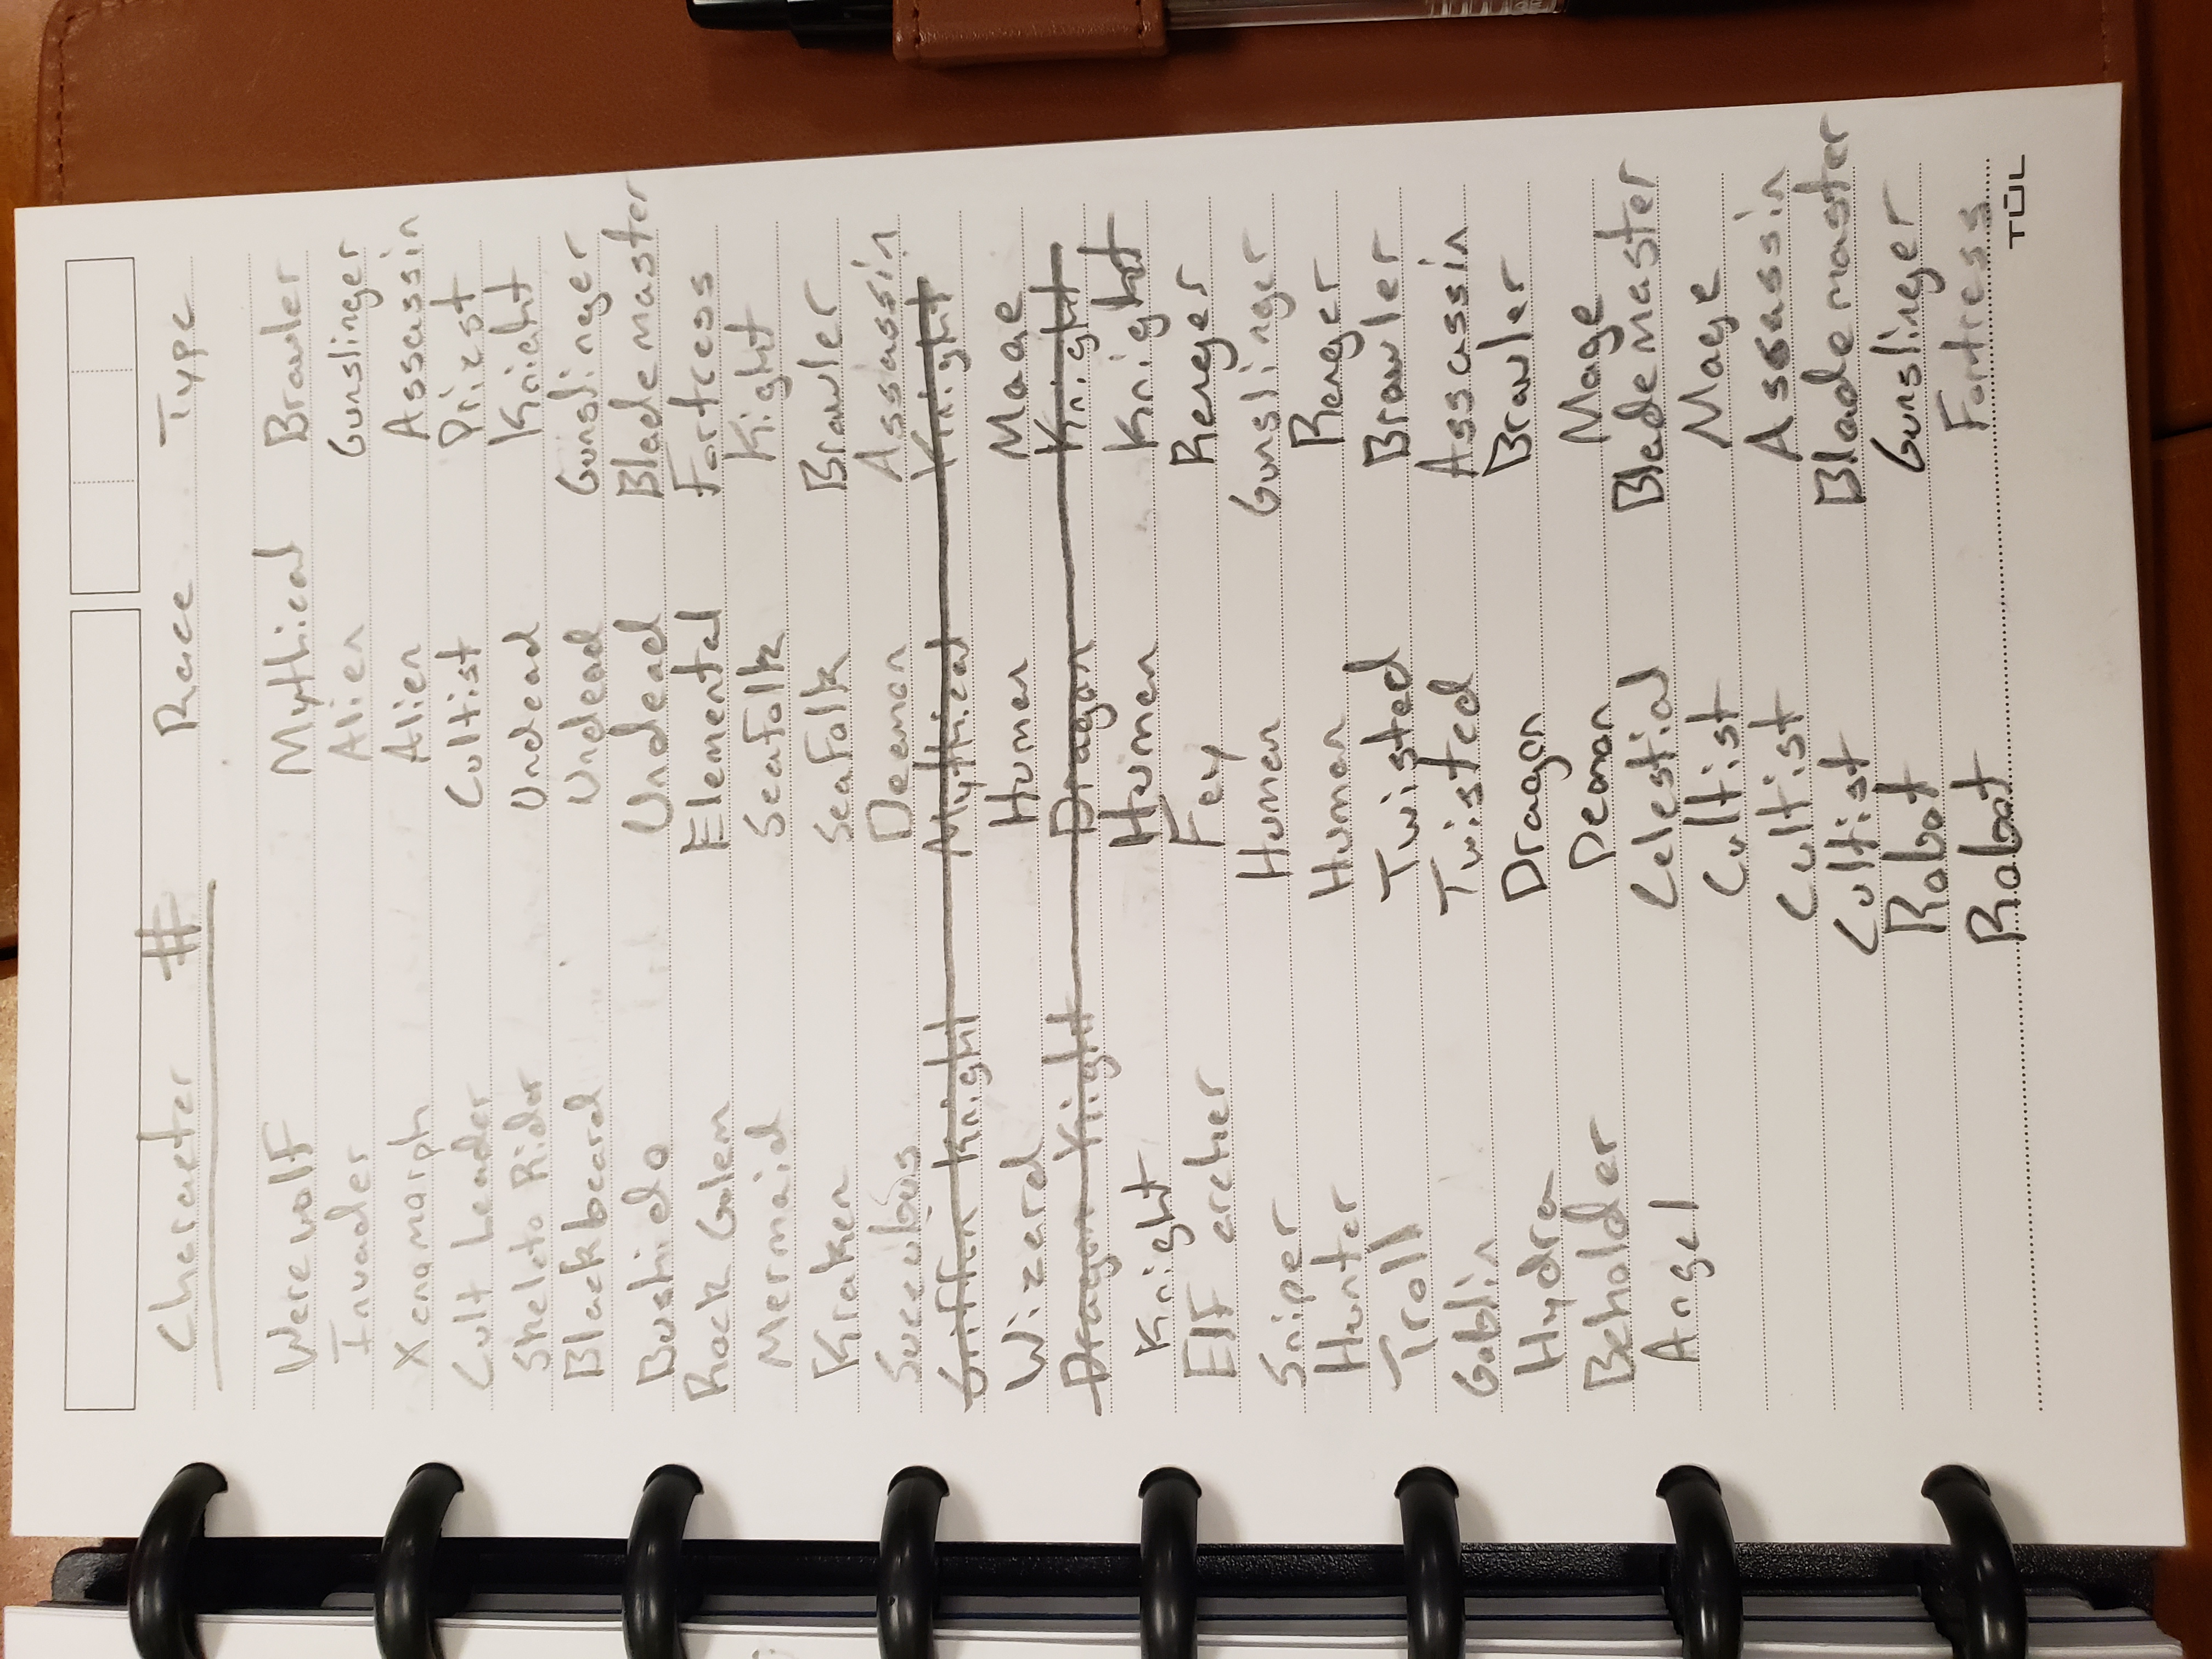 Character # Race Type
Werewolf Mythical Brawler
Invader Alien Gunslinger
Xenomorph Alien Assassin
Cult Leader Cultist Priest
Skeleto Rider Undead Knight
Blackbeard Undead Gunslinger
Bushido Undead Blademaster
Rock Golem Elemental Fortress
Mermaid Seafolk Kight
Kraken Seafolk Brawler
Succubus Deamon Assassin
Griffon Knight Mythical Knight
Wizard Human Mage
Dragon Kight Dragon Knight
Knight Human Knight
Elf archer Fey Ranger
Sniper Human Gunslinger
Hunter Human Ranger
Troll Twisted Brawler
Goblin Twisted Assassin
Hydra Dragon Brawler
Beholder Demon Mage
Angel Celestial Blademaster
Cultist Mage
Cultist Assassin
Cultist Blademaster
Robot Gunslinger
Robot Fortress
TŪL